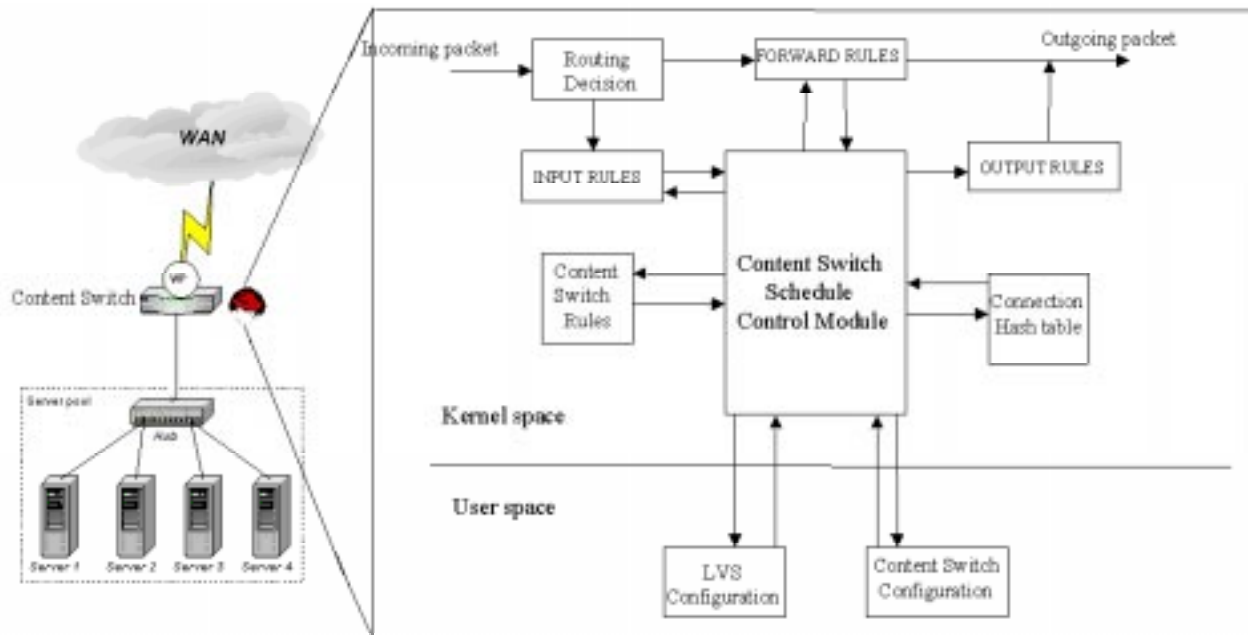 WAN
Content Switch
Server pool
Hub
Server 1
Server 2
Server 3
Server 4
Incoming packet
Routing
Decision
FORWARD RULES
Outgoing packet
INPUT RULES
OUTPUT RULES
Content
Switch
Rules
Content Switch
Schedule
Control Module
Connection
Hash table
Kernel space
User space
LVS
Configuration
Content Switch
Configuration